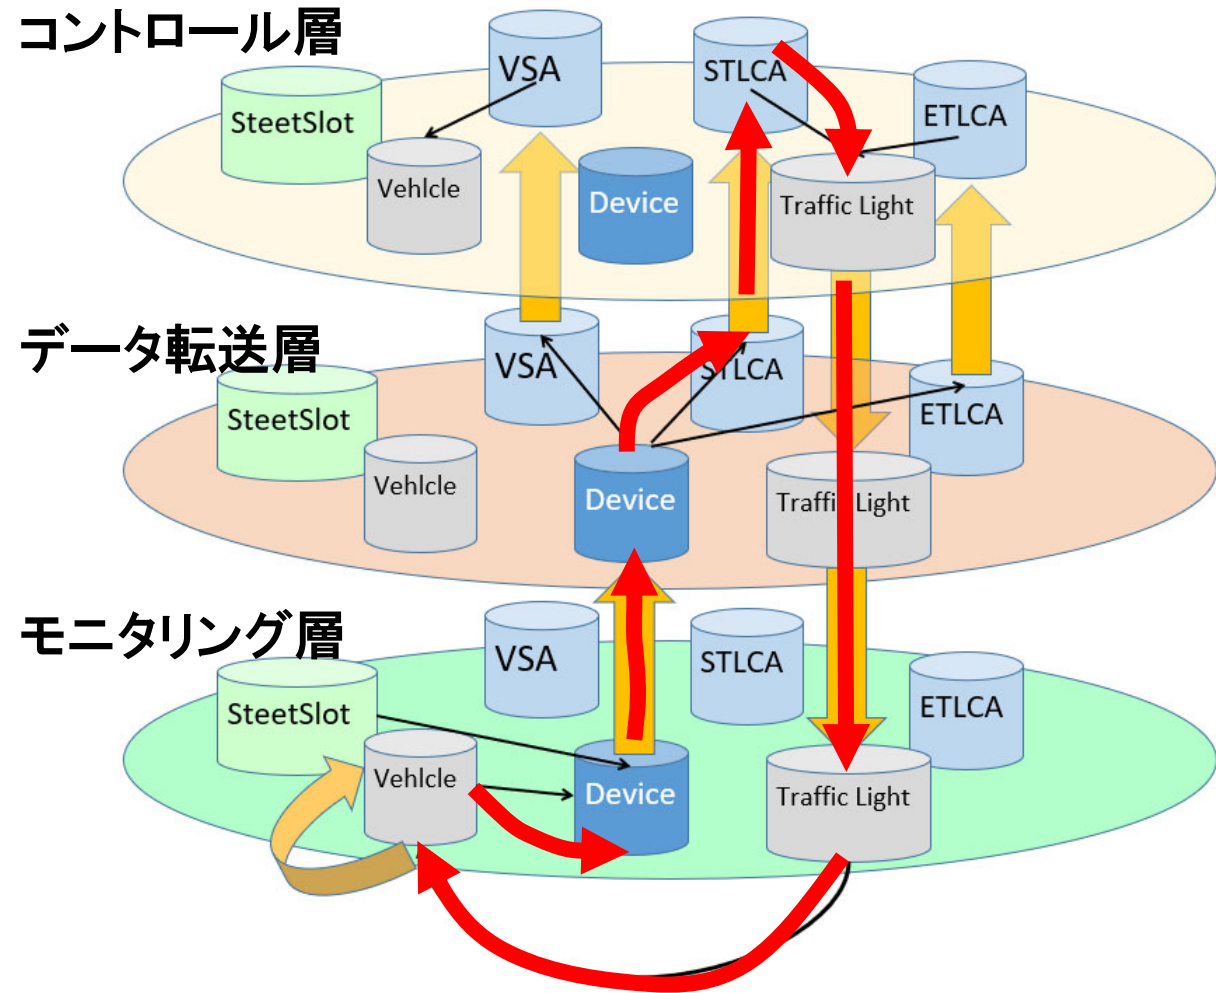 コントロール層
VSA
STLCA
SteetSlot
ETLCA
Vehlcle
Device
Traffic Light
データ転送層
VSA
STLCA
SteetSlot
ETLCA
Vehlcle
Device
Traffic Light
モニタリング層
VSA
STLCA
SteetSlot
ETLCA
Vehlcle
Device
Traffic Light